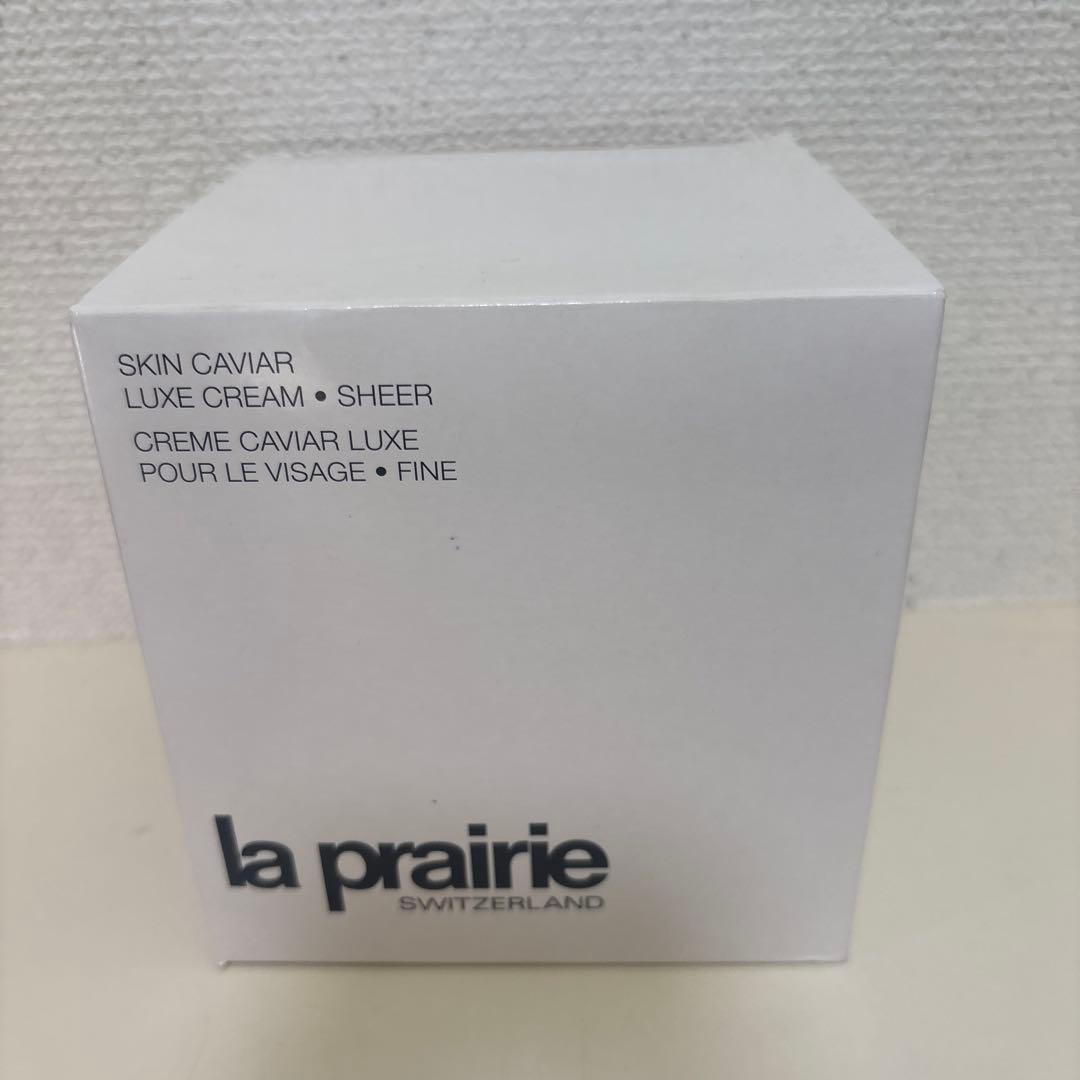 SKIN CAVIAR
LUXE CREAM • SHEER
CREME CAVIAR LUXE
POUR LE VISAGE • FINE
la prairie
SWITZERLAND